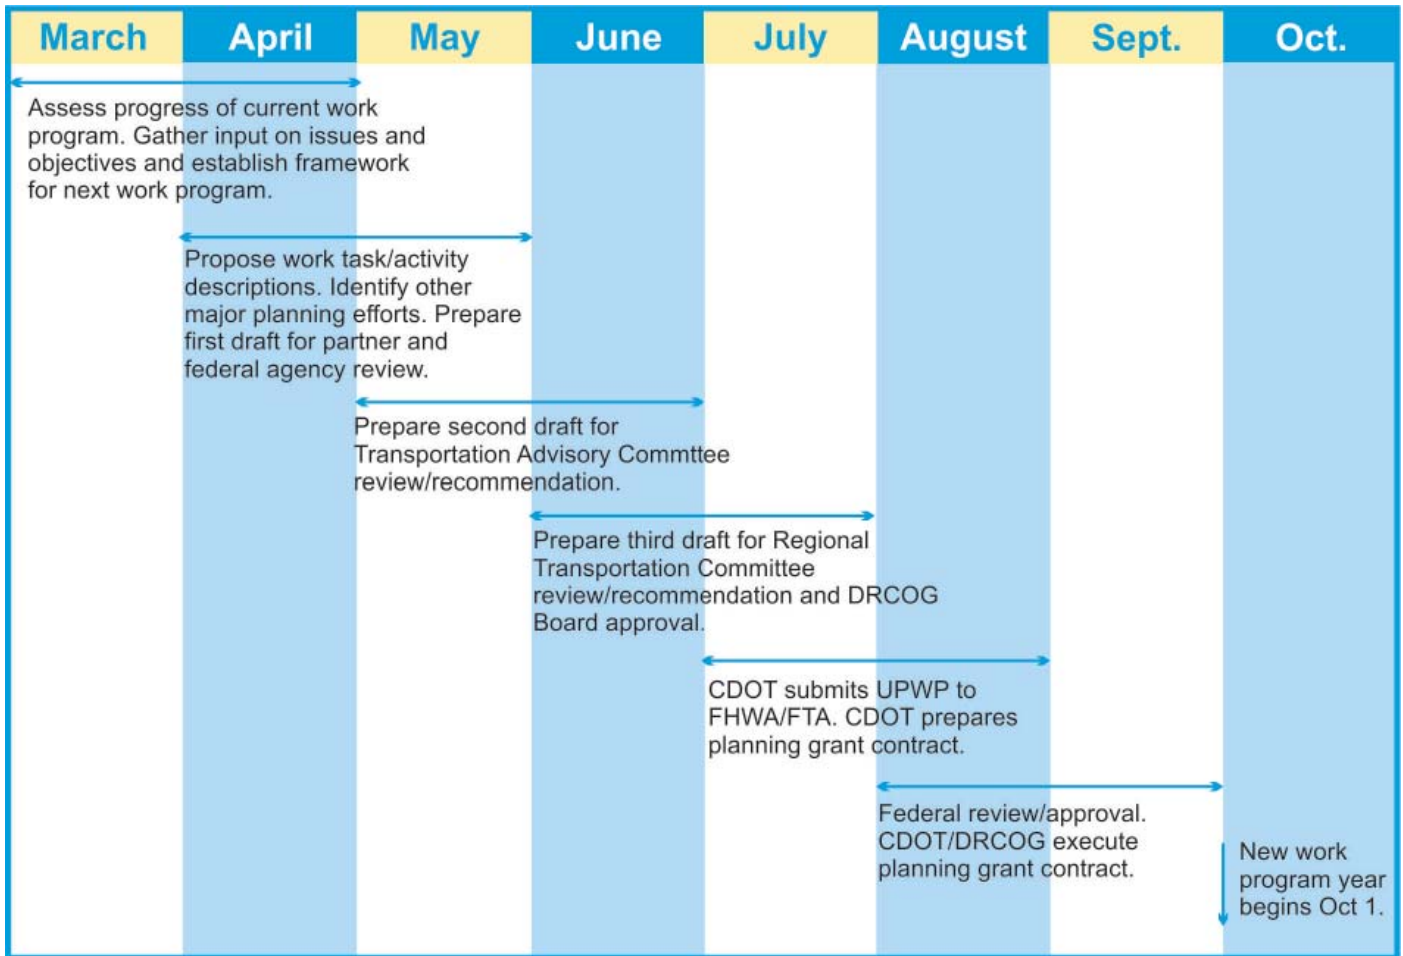 March April May June July August Sept. Oct.
Assess progress of current work
program. Gather input on issues and
objectives and establish framework
for next work program.
Propose work task/activity
descriptions. Identify other
major planning efforts. Prepare
first draft for partner and
federal agency review.
Prepare second draft for
Transportation Advisory Commttee
review/recommendation.
Prepare third draft for Regional
Transportation Committee
review/recommendation and DRCOG
Board approval.
CDOT submits UPWP to
FHWA/FTA. CDOT prepares
planning grant contract.
Federal review/approval.
CDOT/DRCOG execute
planning grant contract.
New work
program year
begins Oct 1.